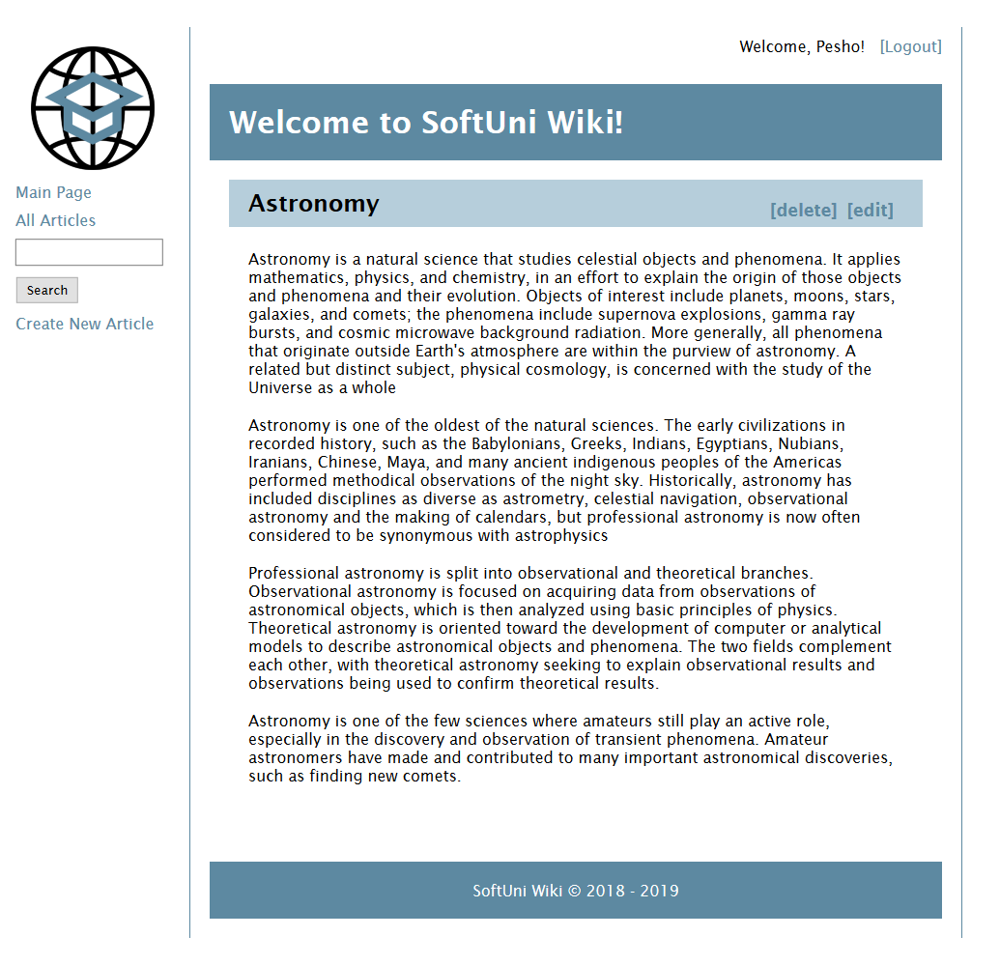 Welcome, Pesho! [Logout]
Main Page
All Articles
Search
Create New Article
Welcome to SoftUni Wiki!
Astronomy
[delete] [edit]
Astronomy is a natural science that studies celestial objects and phenomena. It applies
mathematics, physics, and chemistry, in an effort to explain the origin of those objects
and phenomena and their evolution. Objects of interest include planets, moons, stars,
galaxies, and comets; the phenomena include supernova explosions, gamma ray
bursts, and cosmic microwave background radiation. More generally, all phenomena
that originate outside Earth's atmosphere are within the purview of astronomy. A
related but distinct subject, physical cosmology, is concerned with the study of the
Universe as a whole
Astronomy is one of the oldest of the natural sciences. The early civilizations in
recorded history, such as the Babylonians, Greeks, Indians, Egyptians, Nubians,
Iranians, Chinese, Maya, and many ancient indigenous peoples of the Americas
performed methodical observations of the night sky. Historically, astronomy has
included disciplines as diverse as astrometry, celestial navigation, observational
astronomy and the making of calendars, but professional astronomy is now often
considered to be synonymous with astrophysics
Professional astronomy is split into observational and theoretical branches.
Observational astronomy is focused on acquiring data from observations of
astronomical objects, which is then analyzed using basic principles of physics.
Theoretical astronomy is oriented toward the development of computer or analytical
models to describe astronomical objects and phenomena. The two fields complement
each other, with theoretical astronomy seeking to explain observational results and
observations being used to confirm theoretical results.
Astronomy is one of the few sciences where amateurs still play an active role,
especially in the discovery and observation of transient phenomena. Amateur
astronomers have made and contributed to many important astronomical discoveries,
such as finding new comets.
SoftUni Wiki © 2018 - 2019